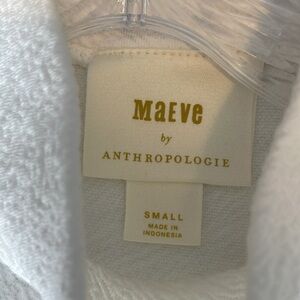 MaEVe
by
ANTHROPOLOGIE
SMALL
MADE IN
INDONESIA